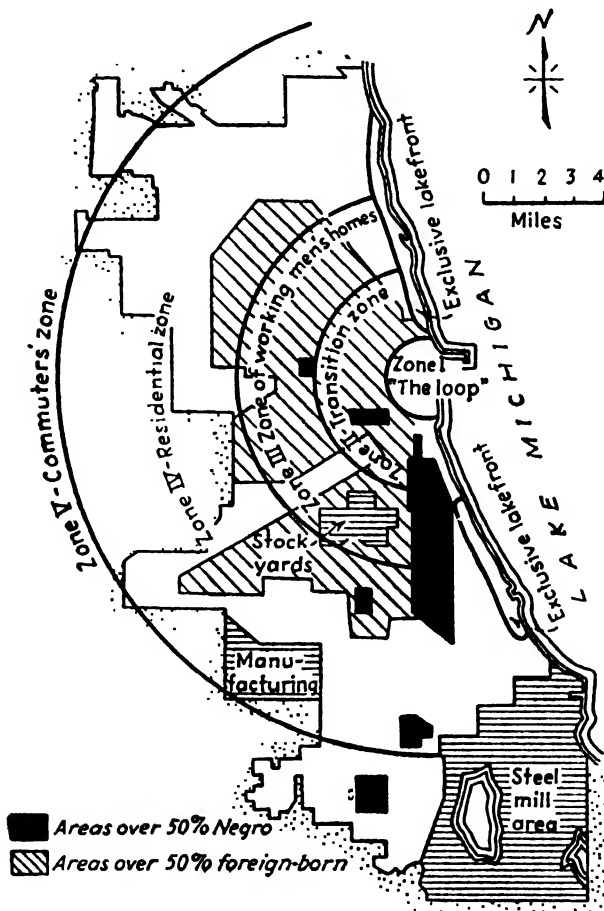 N
0 1 2 3 4
Miles
'Exclusive lakefront
LAKE MICHIGAN
Zone I
"The loop"
Zone II-Transition zone
Zone III Zone of working men's homes
Zone IV-Residential zone
Zone V-Commuters' zone
'Exclusive lakefront
Stock-
yards
Manu-
facturing
Steel
mill
area
Areas over 50% Negro
Areas over 50% foreign-born